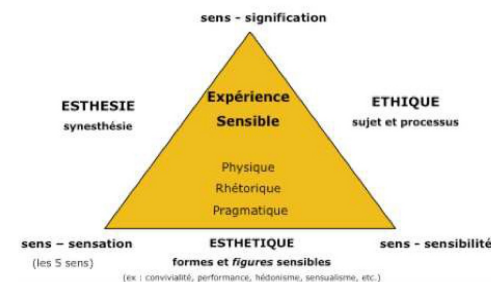 sens - signification
Expérience
Sensible
ESTHESIE
synesthésie
ETHIQUE
sujet et processus
Physique
Rhétorique
Pragmatique
sens – sensation
(les 5 sens)
ESTHETIQUE
formes et figures sensibles
(ex : convivialité, performance, hédonisme, sensualisme, etc.)
sens - sensibilité